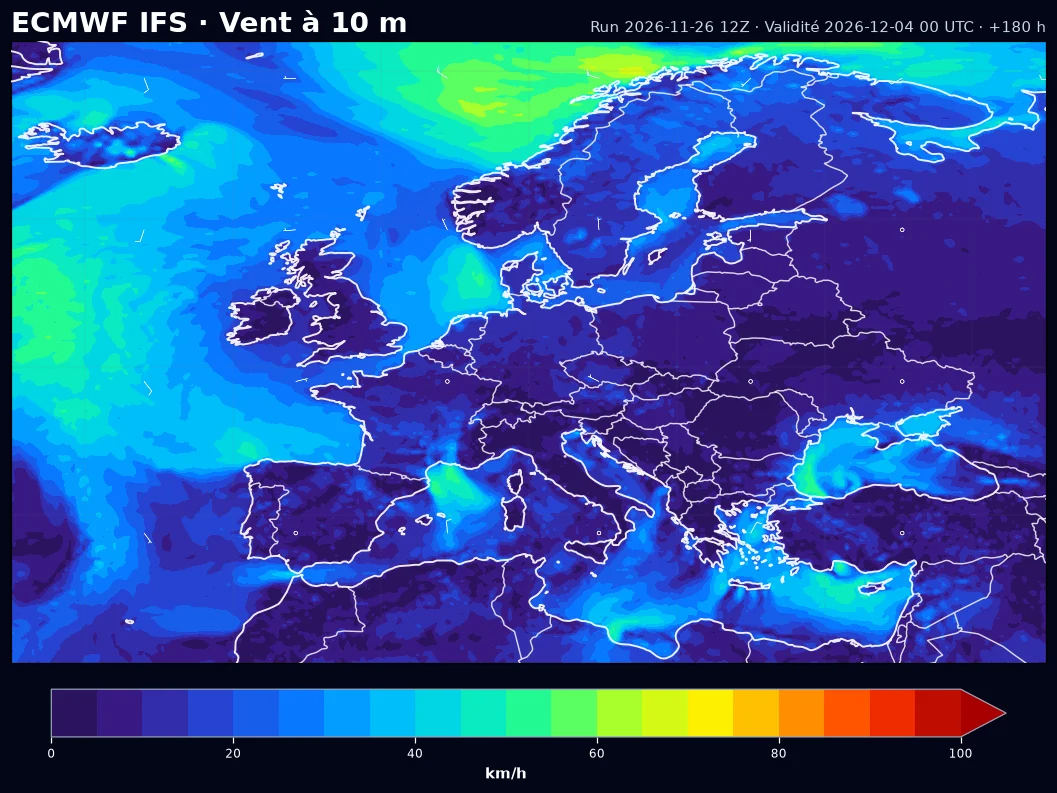 ECMWF IFS · Vent à 10 m
Run 2026-11-26 12Z · Validité 2026-12-04 00 UTC · +180 h
0 20 40 60 80 100
km/h